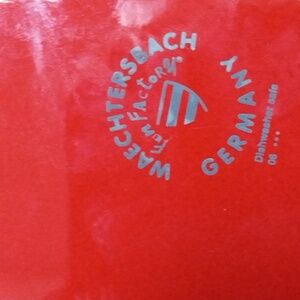 WAECHTERSBACH
fun Factory®
GERMANY
Dishwasher safe
06 ...